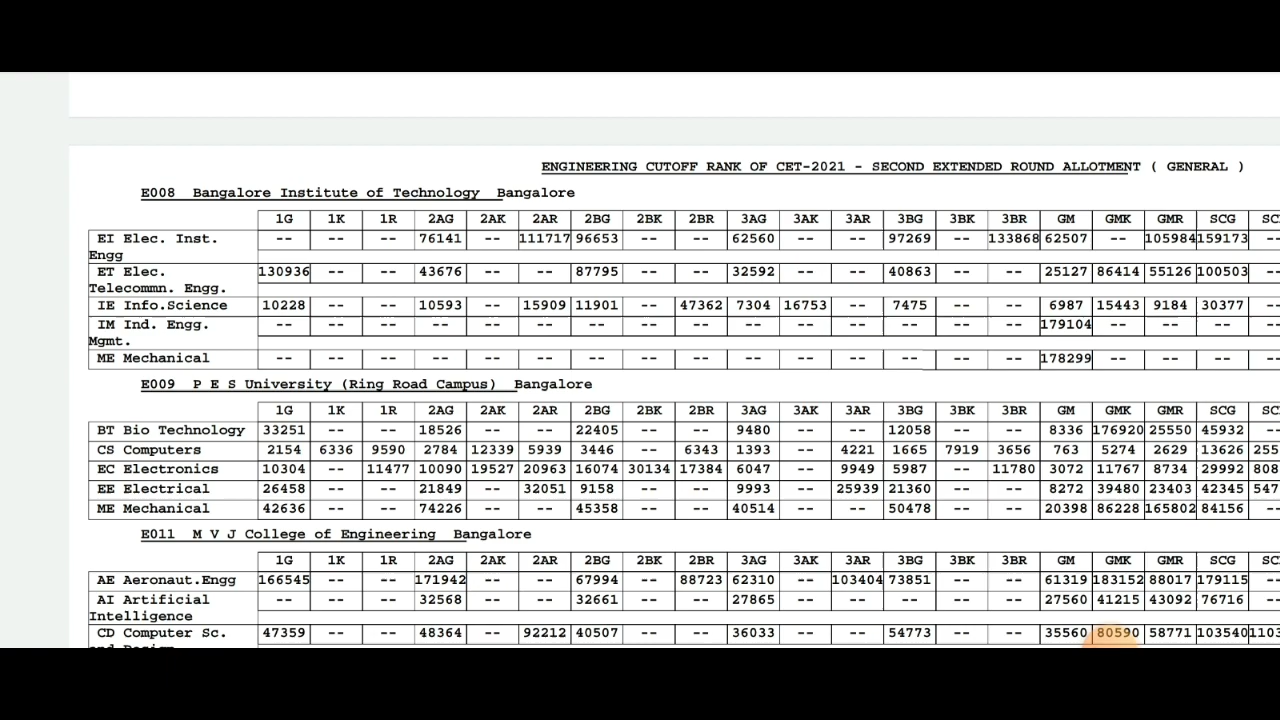 ENGINEERING CUTOFF RANK OF CET-2021 - SECOND EXTENDED ROUND ALLOTMENT ( GENERAL )
E008 Bangalore Institute of Technology Bangalore
1G 1K 1R 2AG 2AK 2AR 2BG 2BK 2BR 3AG 3AK 3AR 3BG 3BK 3BR GM GMK GMR SCG
EI Elec. Inst. -- -- -- 76141 -- 111717 96653 -- -- 62560 -- -- 97269 -- 133868 62507 -- 105984 159173 --
Engg
ET Elec. 130936 -- -- 43676 -- -- 87795 -- -- 32592 -- -- 40863 -- -- 25127 86414 55126 100503 --
Telecommn. Engg.
IE Info.Science 10228 -- -- 10593 -- 15909 11901 -- 47362 7304 16753 -- 7475 -- -- 6987 15443 9184 30377 --
IM Ind. Engg. -- -- -- -- -- -- -- -- -- -- -- -- -- -- -- 179104 -- -- -- --
Mgmt.
ME Mechanical -- -- -- -- -- -- -- -- -- -- -- -- -- -- -- 178299 -- -- -- --
E009 P E S University (Ring Road Campus) Bangalore
1G 1K 1R 2AG 2AK 2AR 2BG 2BK 2BR 3AG 3AK 3AR 3BG 3BK 3BR GM GMK GMR SCG
BT Bio Technology 33251 -- -- 18526 -- -- 22405 -- -- 9480 -- -- 12058 -- -- 8336 176920 25550 45932 --
CS Computers 2154 6336 9590 2784 12339 5939 3446 -- 6343 1393 -- 4221 1665 7919 3656 763 5274 2629 13626 255
EC Electronics 10304 -- 11477 10090 19527 20963 16074 30134 17384 6047 -- 9949 5987 -- 11780 3072 11767 8734 29992 808
EE Electrical 26458 -- -- 21849 -- 32051 9158 -- -- 9993 -- 25939 21360 -- -- 8272 39480 23403 42345 547
ME Mechanical 42636 -- -- 74226 -- -- 45358 -- -- 40514 -- -- 50478 -- -- 20398 86228 165802 84156 --
E011 M V J College of Engineering Bangalore
1G 1K 1R 2AG 2AK 2AR 2BG 2BK 2BR 3AG 3AK 3AR 3BG 3BK 3BR GM GMK GMR SCG
AE Aeronaut.Engg 166545 -- -- 171942 -- -- 67994 -- 88723 62310 -- 103404 73851 -- -- 61319 183152 88017 179115 --
AI Artificial -- -- -- 32568 -- -- 32661 -- -- 27865 -- -- -- -- -- 27560 41215 43092 76716 --
Intelligence
CD Computer Sc. 47359 -- -- 48364 -- 92212 40507 -- -- 36033 -- -- 54773 -- -- 35560 80590 58771 103540 1103